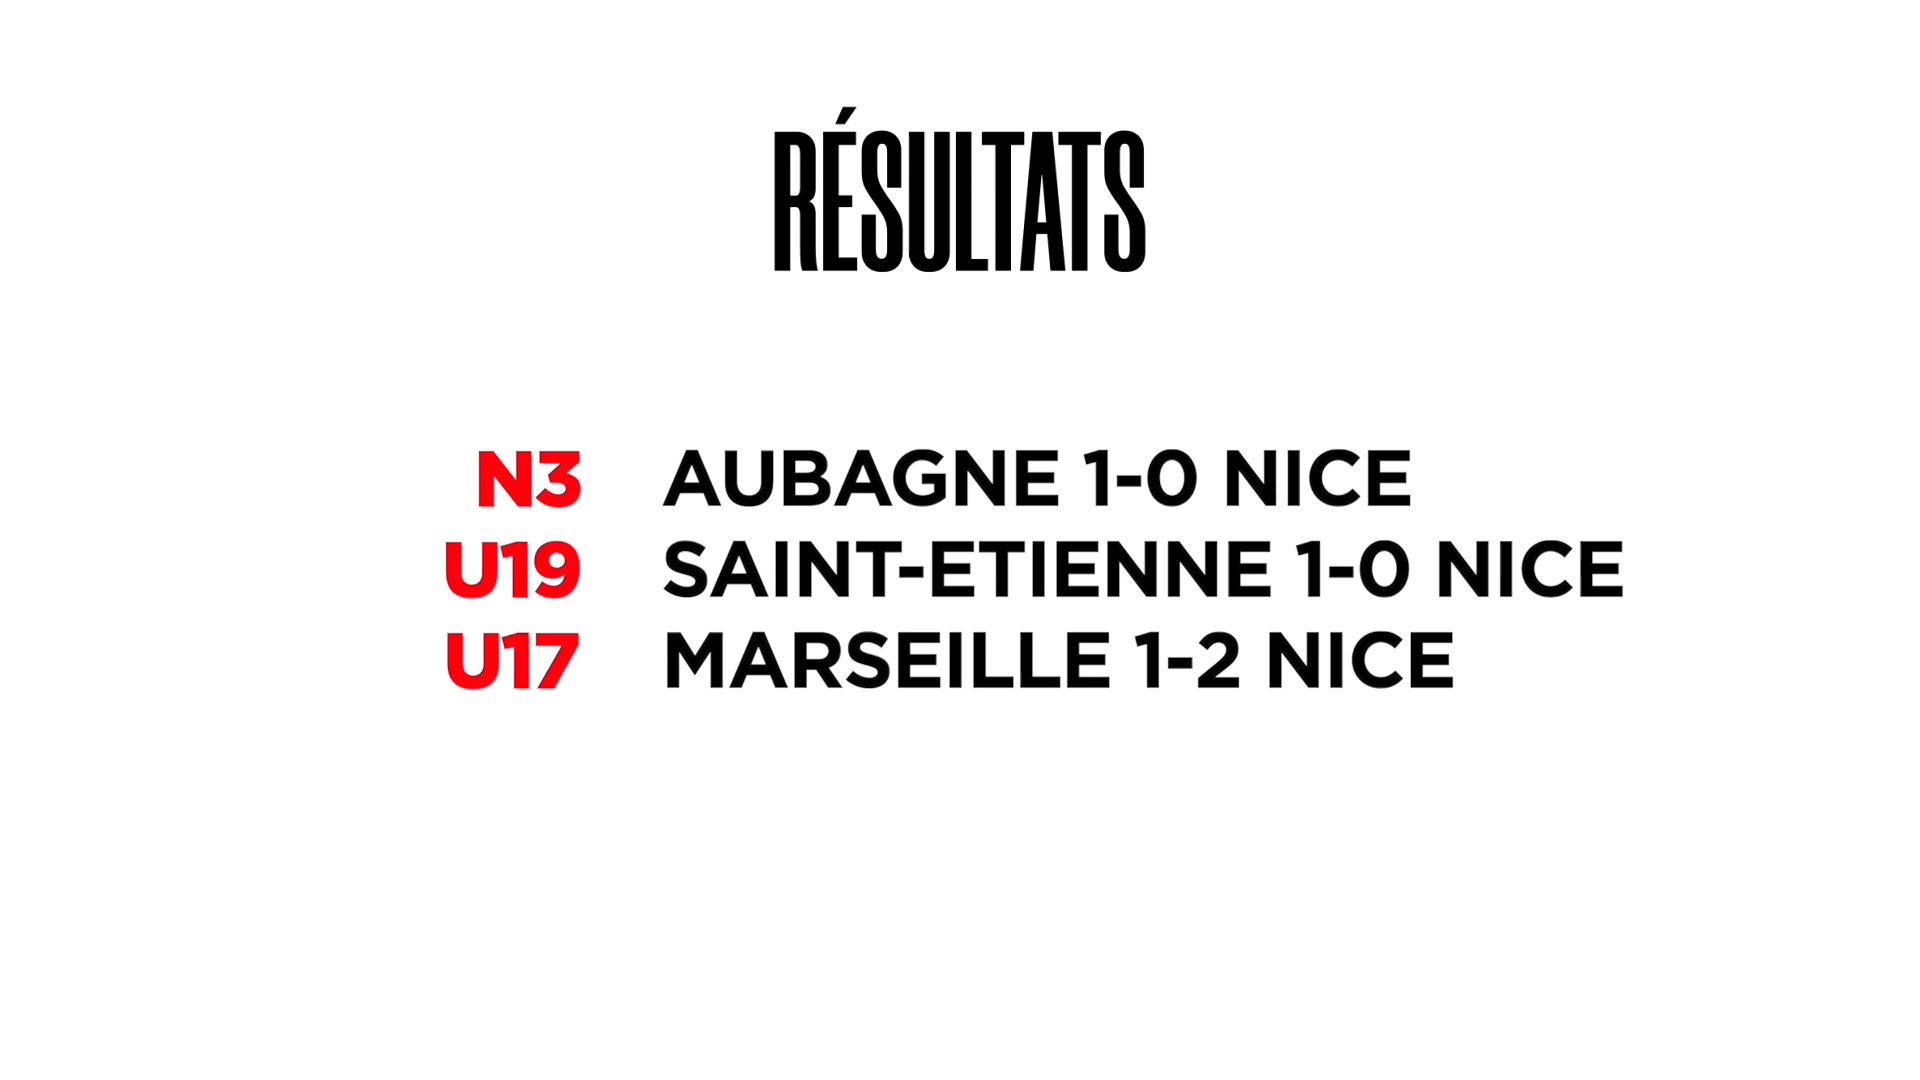 RÉSULTATS
N3 AUBAGNE 1-0 NICE
U19 SAINT-ETIENNE 1-0 NICE
U17 MARSEILLE 1-2 NICE